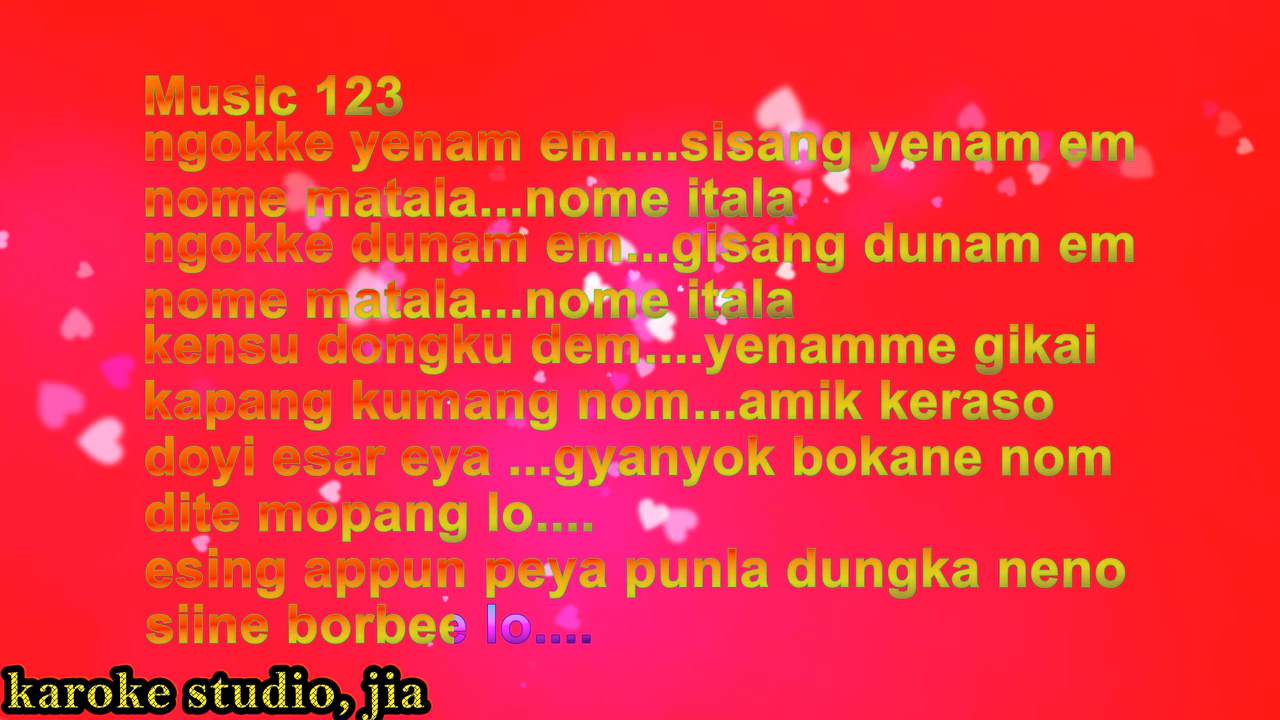 Music 123
ngokke yenam em....sisang yenam em
nome matala...nome itala
ngokke dunam em...gisang dunam em
nome matala...nome itala
kensu dongku dem....yenamme gikai
kapang kumang nom...amik keraso
doyi esar eya ...gyanyok bokane nom
dite mopang lo....
esing appun peya punla dungka neno
siine borbee lo....
karoke studio, jia